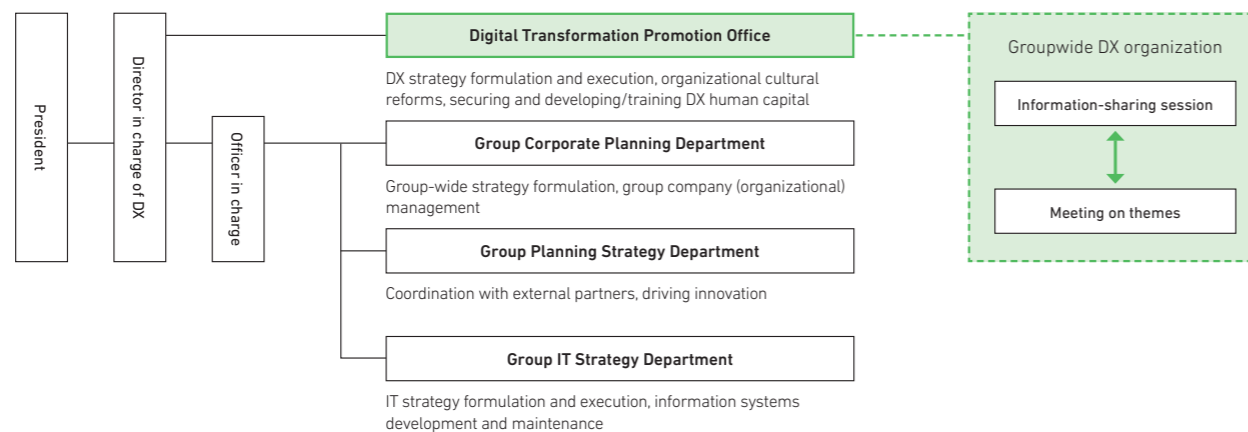 President
Director in charge
of DX
Officer in charge
Digital Transformation Promotion Office
DX strategy formulation and execution, organizational cultural
reforms, securing and developing/training DX human capital
Group Corporate Planning Department
Group-wide strategy formulation, group company (organizational)
management
Group Planning Strategy Department
Coordination with external partners, driving innovation
Group IT Strategy Department
IT strategy formulation and execution, information systems
development and maintenance
Groupwide DX organization
Information-sharing session
Meeting on themes